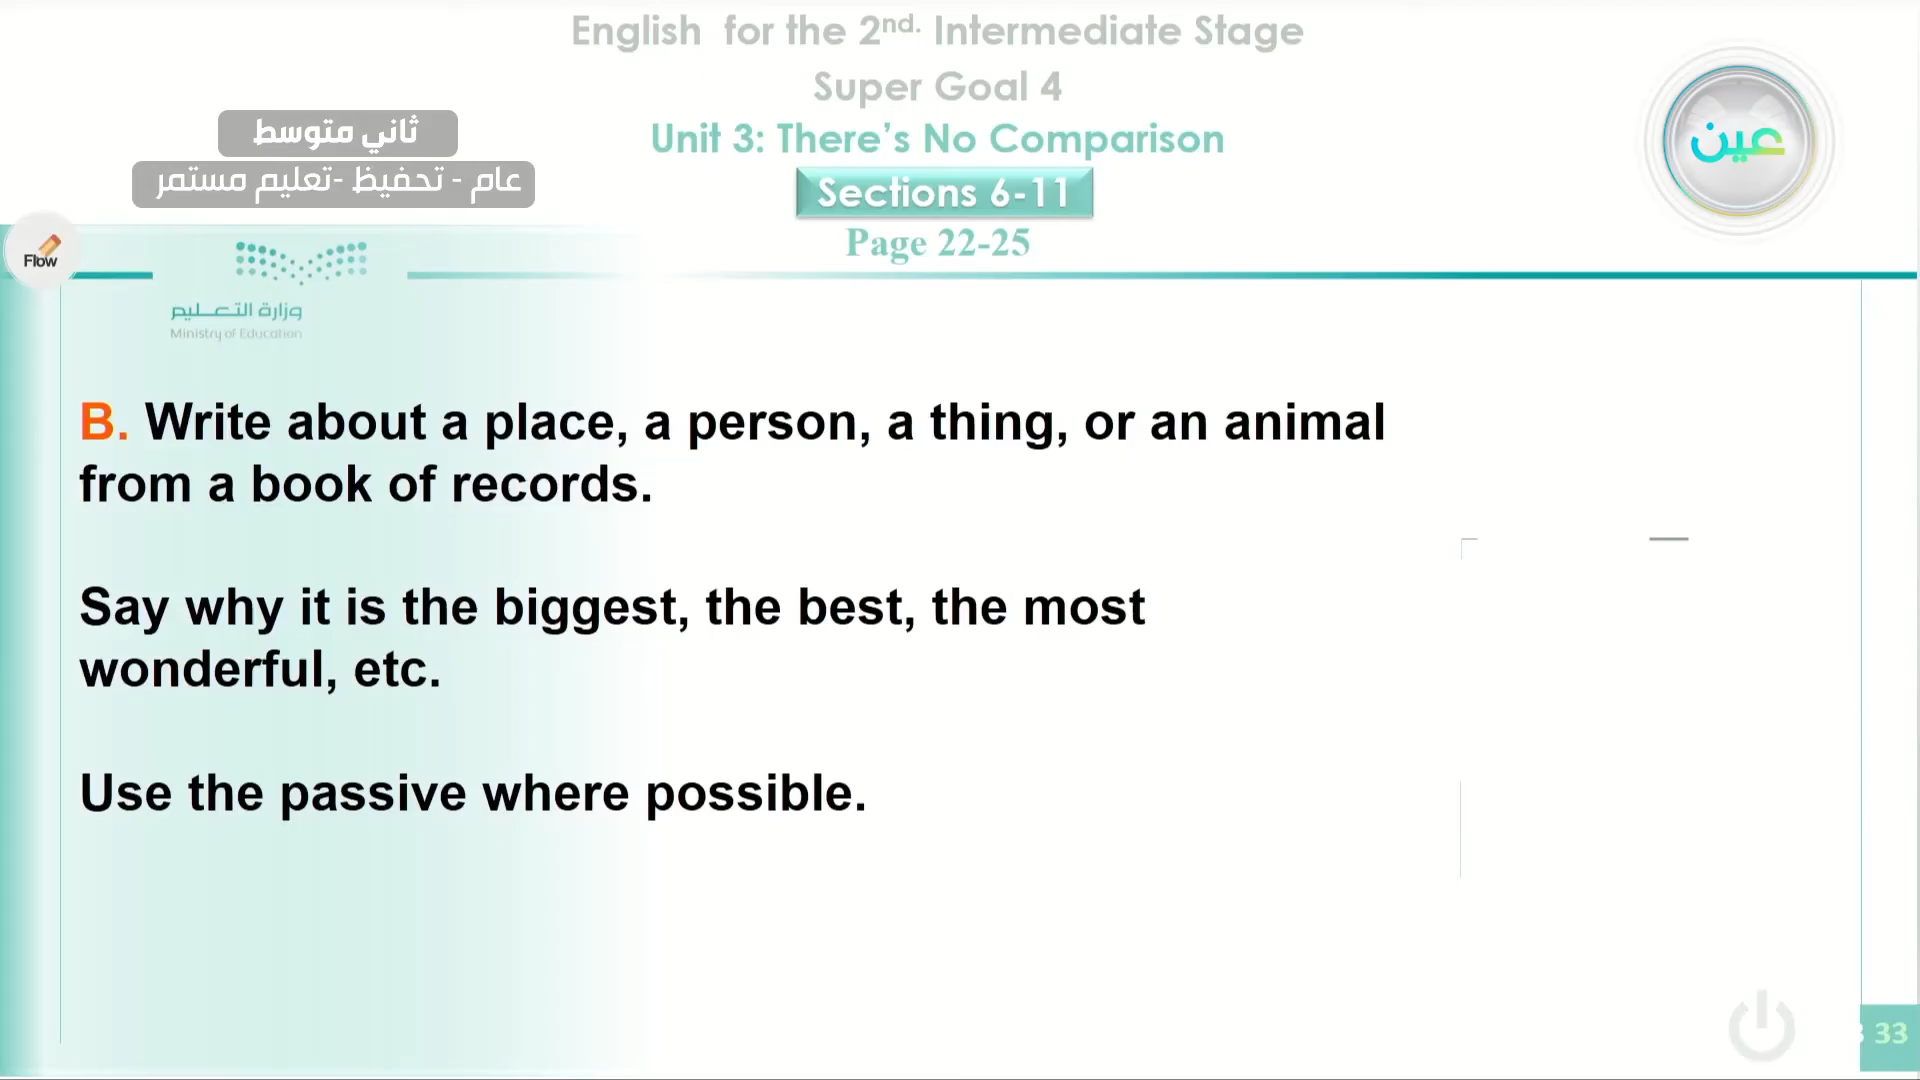 English for the 2nd. Intermediate Stage
Super Goal 4
Unit 3: There's No Comparison
Sections 6-11
Page 22-25
ثاني متوسط
عام - تحفيظ -تعليم مستمر
عين
Flow
وزارة التعليم
Ministry of Education
B. Write about a place, a person, a thing, or an animal
from a book of records.
Say why it is the biggest, the best, the most
wonderful, etc.
Use the passive where possible.
33